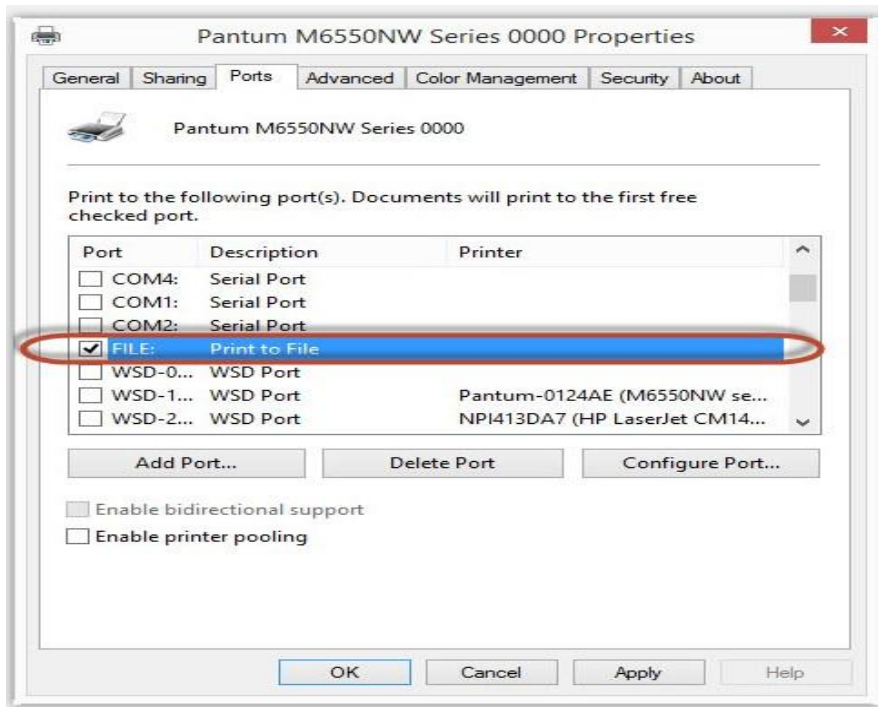 Pantum M6550NW Series 0000 Properties
General Sharing Ports Advanced Color Management Security About
Pantum M6550NW Series 0000
Print to the following port(s). Documents will print to the first free
checked port.
Port Description Printer
COM4: Serial Port
COM1: Serial Port
COM2: Serial Port
FILE: Print to File
WSD-0... WSD Port
WSD-1... WSD Port Pantum-0124AE (M6550NW se...
WSD-2... WSD Port NPI413DA7 (HP LaserJet CM14...
Add Port... Delete Port Configure Port...
Enable bidirectional support
Enable printer pooling
OK Cancel Apply Help